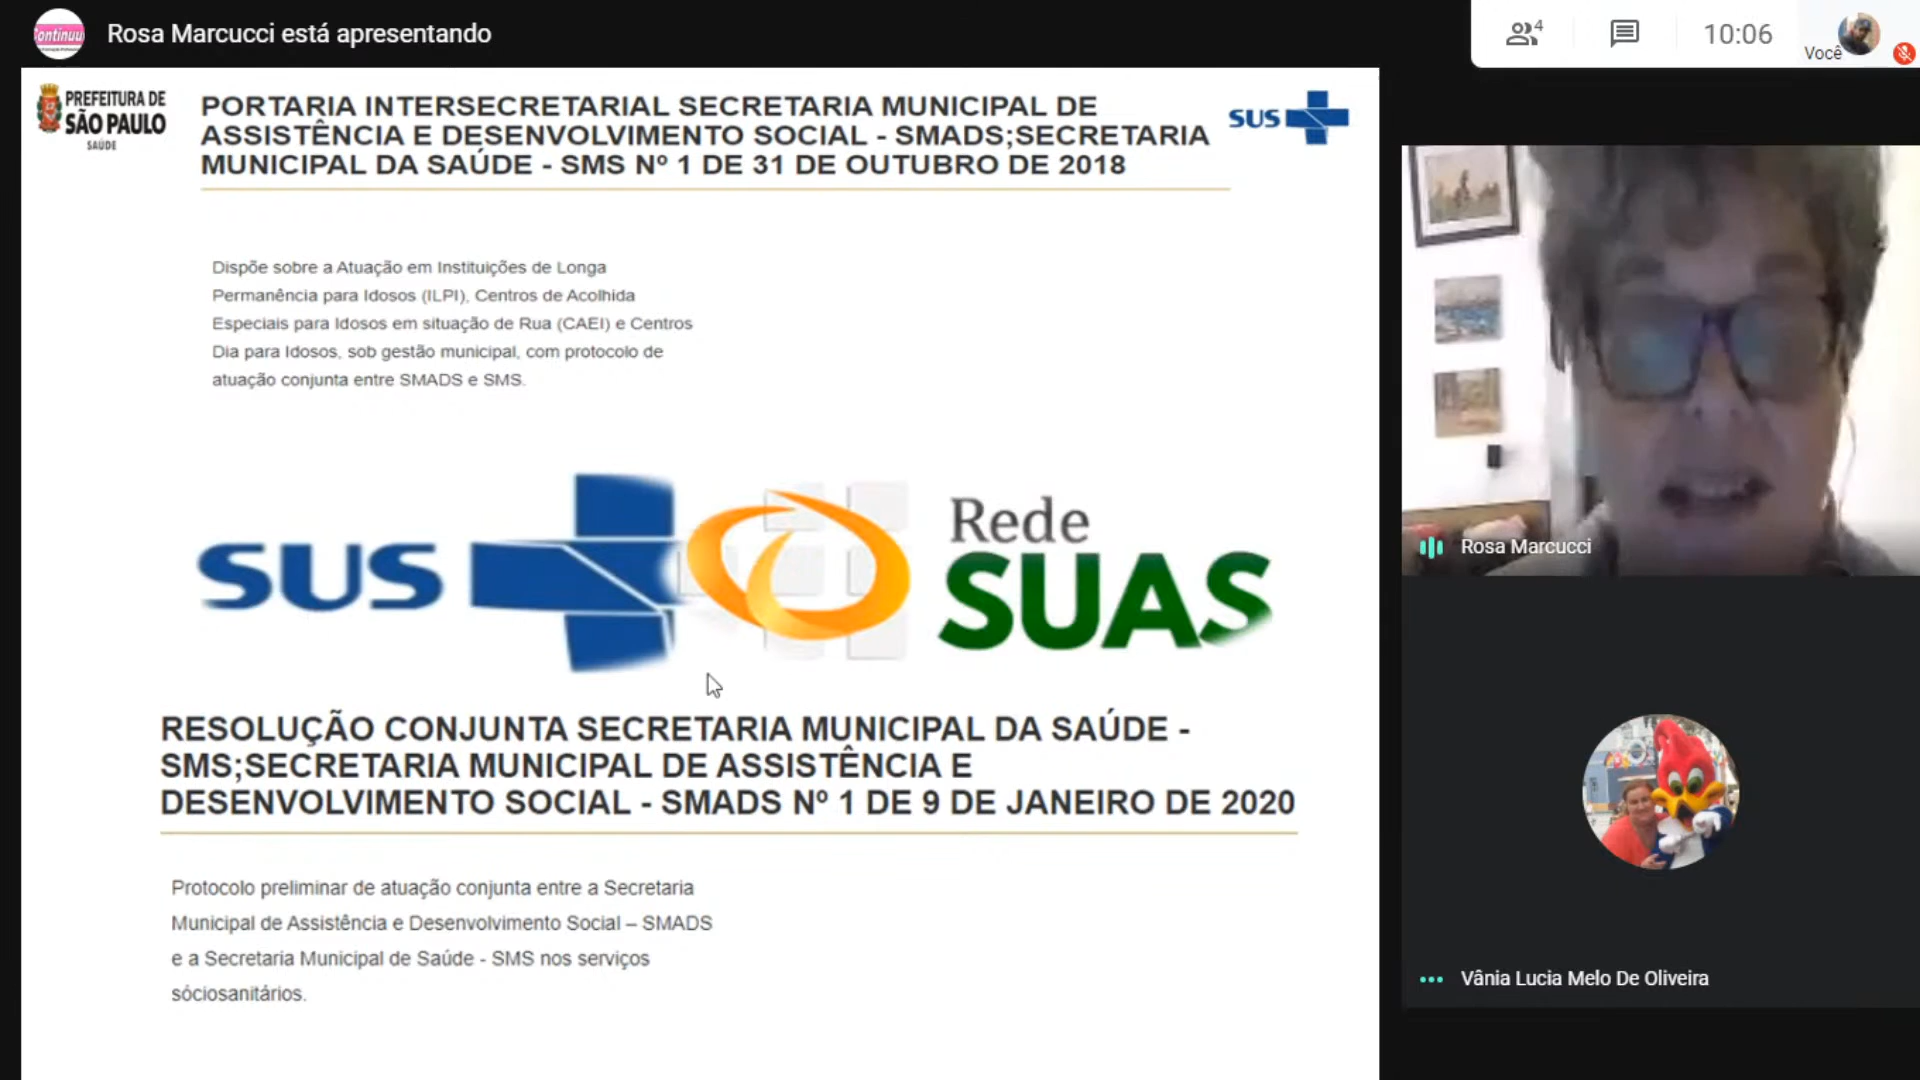 Continuu
Rosa Marcucci está apresentando
4
10:06
Você
PREFEITURA DE
SÃO PAULO
SAÚDE
PORTARIA INTERSECRETARIAL SECRETARIA MUNICIPAL DE
ASSISTÊNCIA E DESENVOLVIMENTO SOCIAL - SMADS;SECRETARIA
MUNICIPAL DA SAÚDE - SMS Nº 1 DE 31 DE OUTUBRO DE 2018
SUS
Dispõe sobre a Atuação em Instituições de Longa
Permanência para Idosos (ILPI), Centros de Acolhida
Especiais para Idosos em situação de Rua (CAEI) e Centros
Dia para Idosos, sob gestão municipal, com protocolo de
atuação conjunta entre SMADS e SMS.
SUS
Rede
SUAS
RESOLUÇÃO CONJUNTA SECRETARIA MUNICIPAL DA SAÚDE -
SMS;SECRETARIA MUNICIPAL DE ASSISTÊNCIA E
DESENVOLVIMENTO SOCIAL - SMADS Nº 1 DE 9 DE JANEIRO DE 2020
Protocolo preliminar de atuação conjunta entre a Secretaria
Municipal de Assistência e Desenvolvimento Social – SMADS
e a Secretaria Municipal de Saúde - SMS nos serviços
sóciosanitários.
Rosa Marcucci
Vânia Lucia Melo De Oliveira